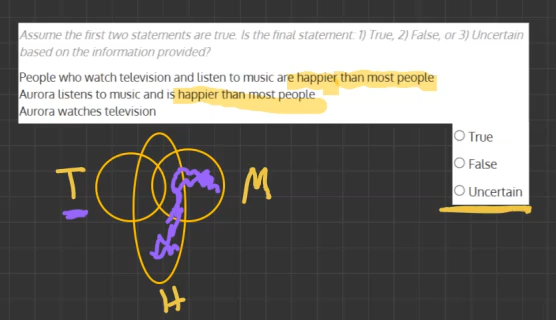 Assume the first two statements are true. Is the final statement: 1) True, 2) False, or 3) Uncertain
based on the information provided?
People who watch television and listen to music are happier than most people
Aurora listens to music and is happier than most people
Aurora watches television
True
False
Uncertain
T
M
H